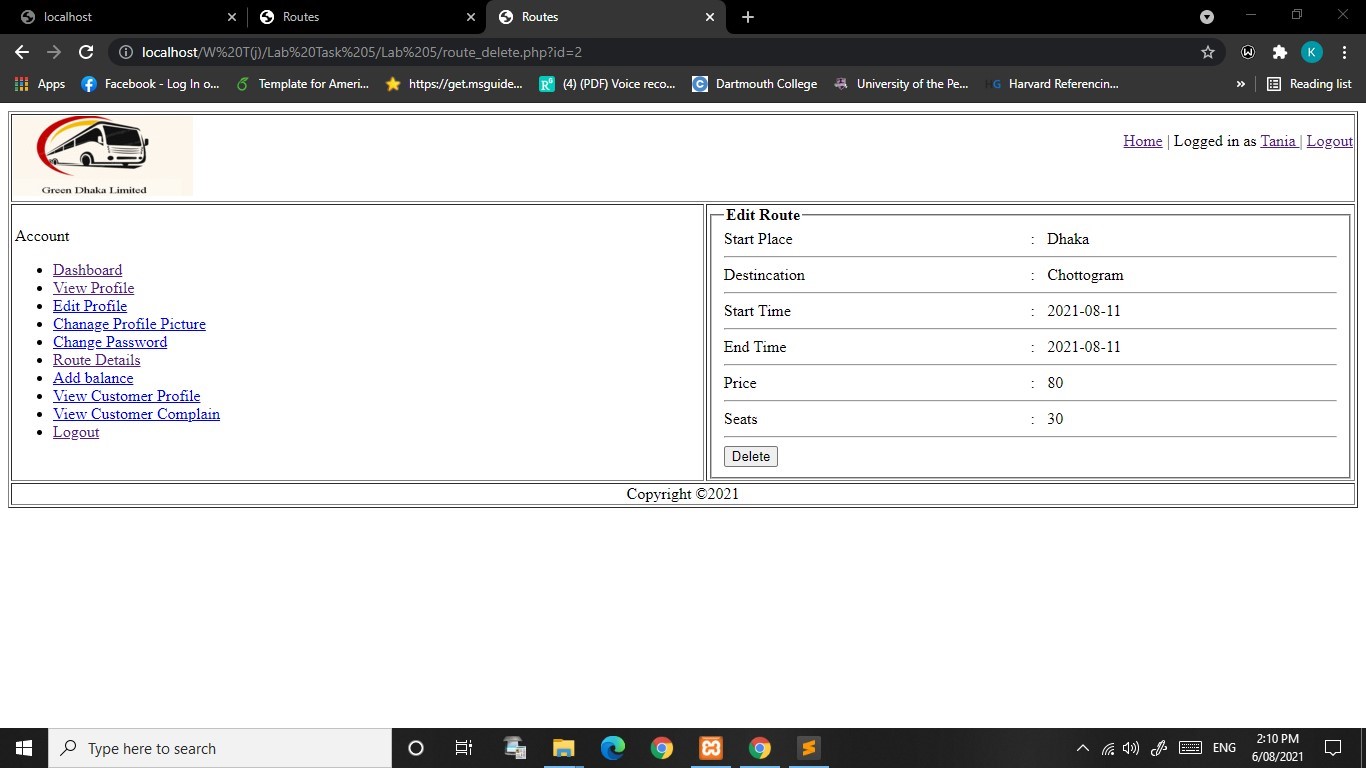 localhost
Routes
Routes
localhost/W%20T(j)/Lab%20Task%205/Lab%205/route_delete.php?id=2
K
Apps
Facebook - Log In o...
Template for Ameri...
https://get.msguide...
(4) (PDF) Voice reco...
Dartmouth College
University of the Pe...
HG Harvard Referencin...
» Reading list
Green Dhaka Limited
Home | Logged in as Tania | Logout
Account
Dashboard
View Profile
Edit Profile
Chanage Profile Picture
Change Password
Route Details
Add balance
View Customer Profile
View Customer Complain
Logout
Edit Route
Start Place : Dhaka
Destincation : Chottogram
Start Time : 2021-08-11
End Time : 2021-08-11
Price : 80
Seats : 30
Delete
Copyright ©2021
Type here to search
ENG
2:10 PM
6/08/2021